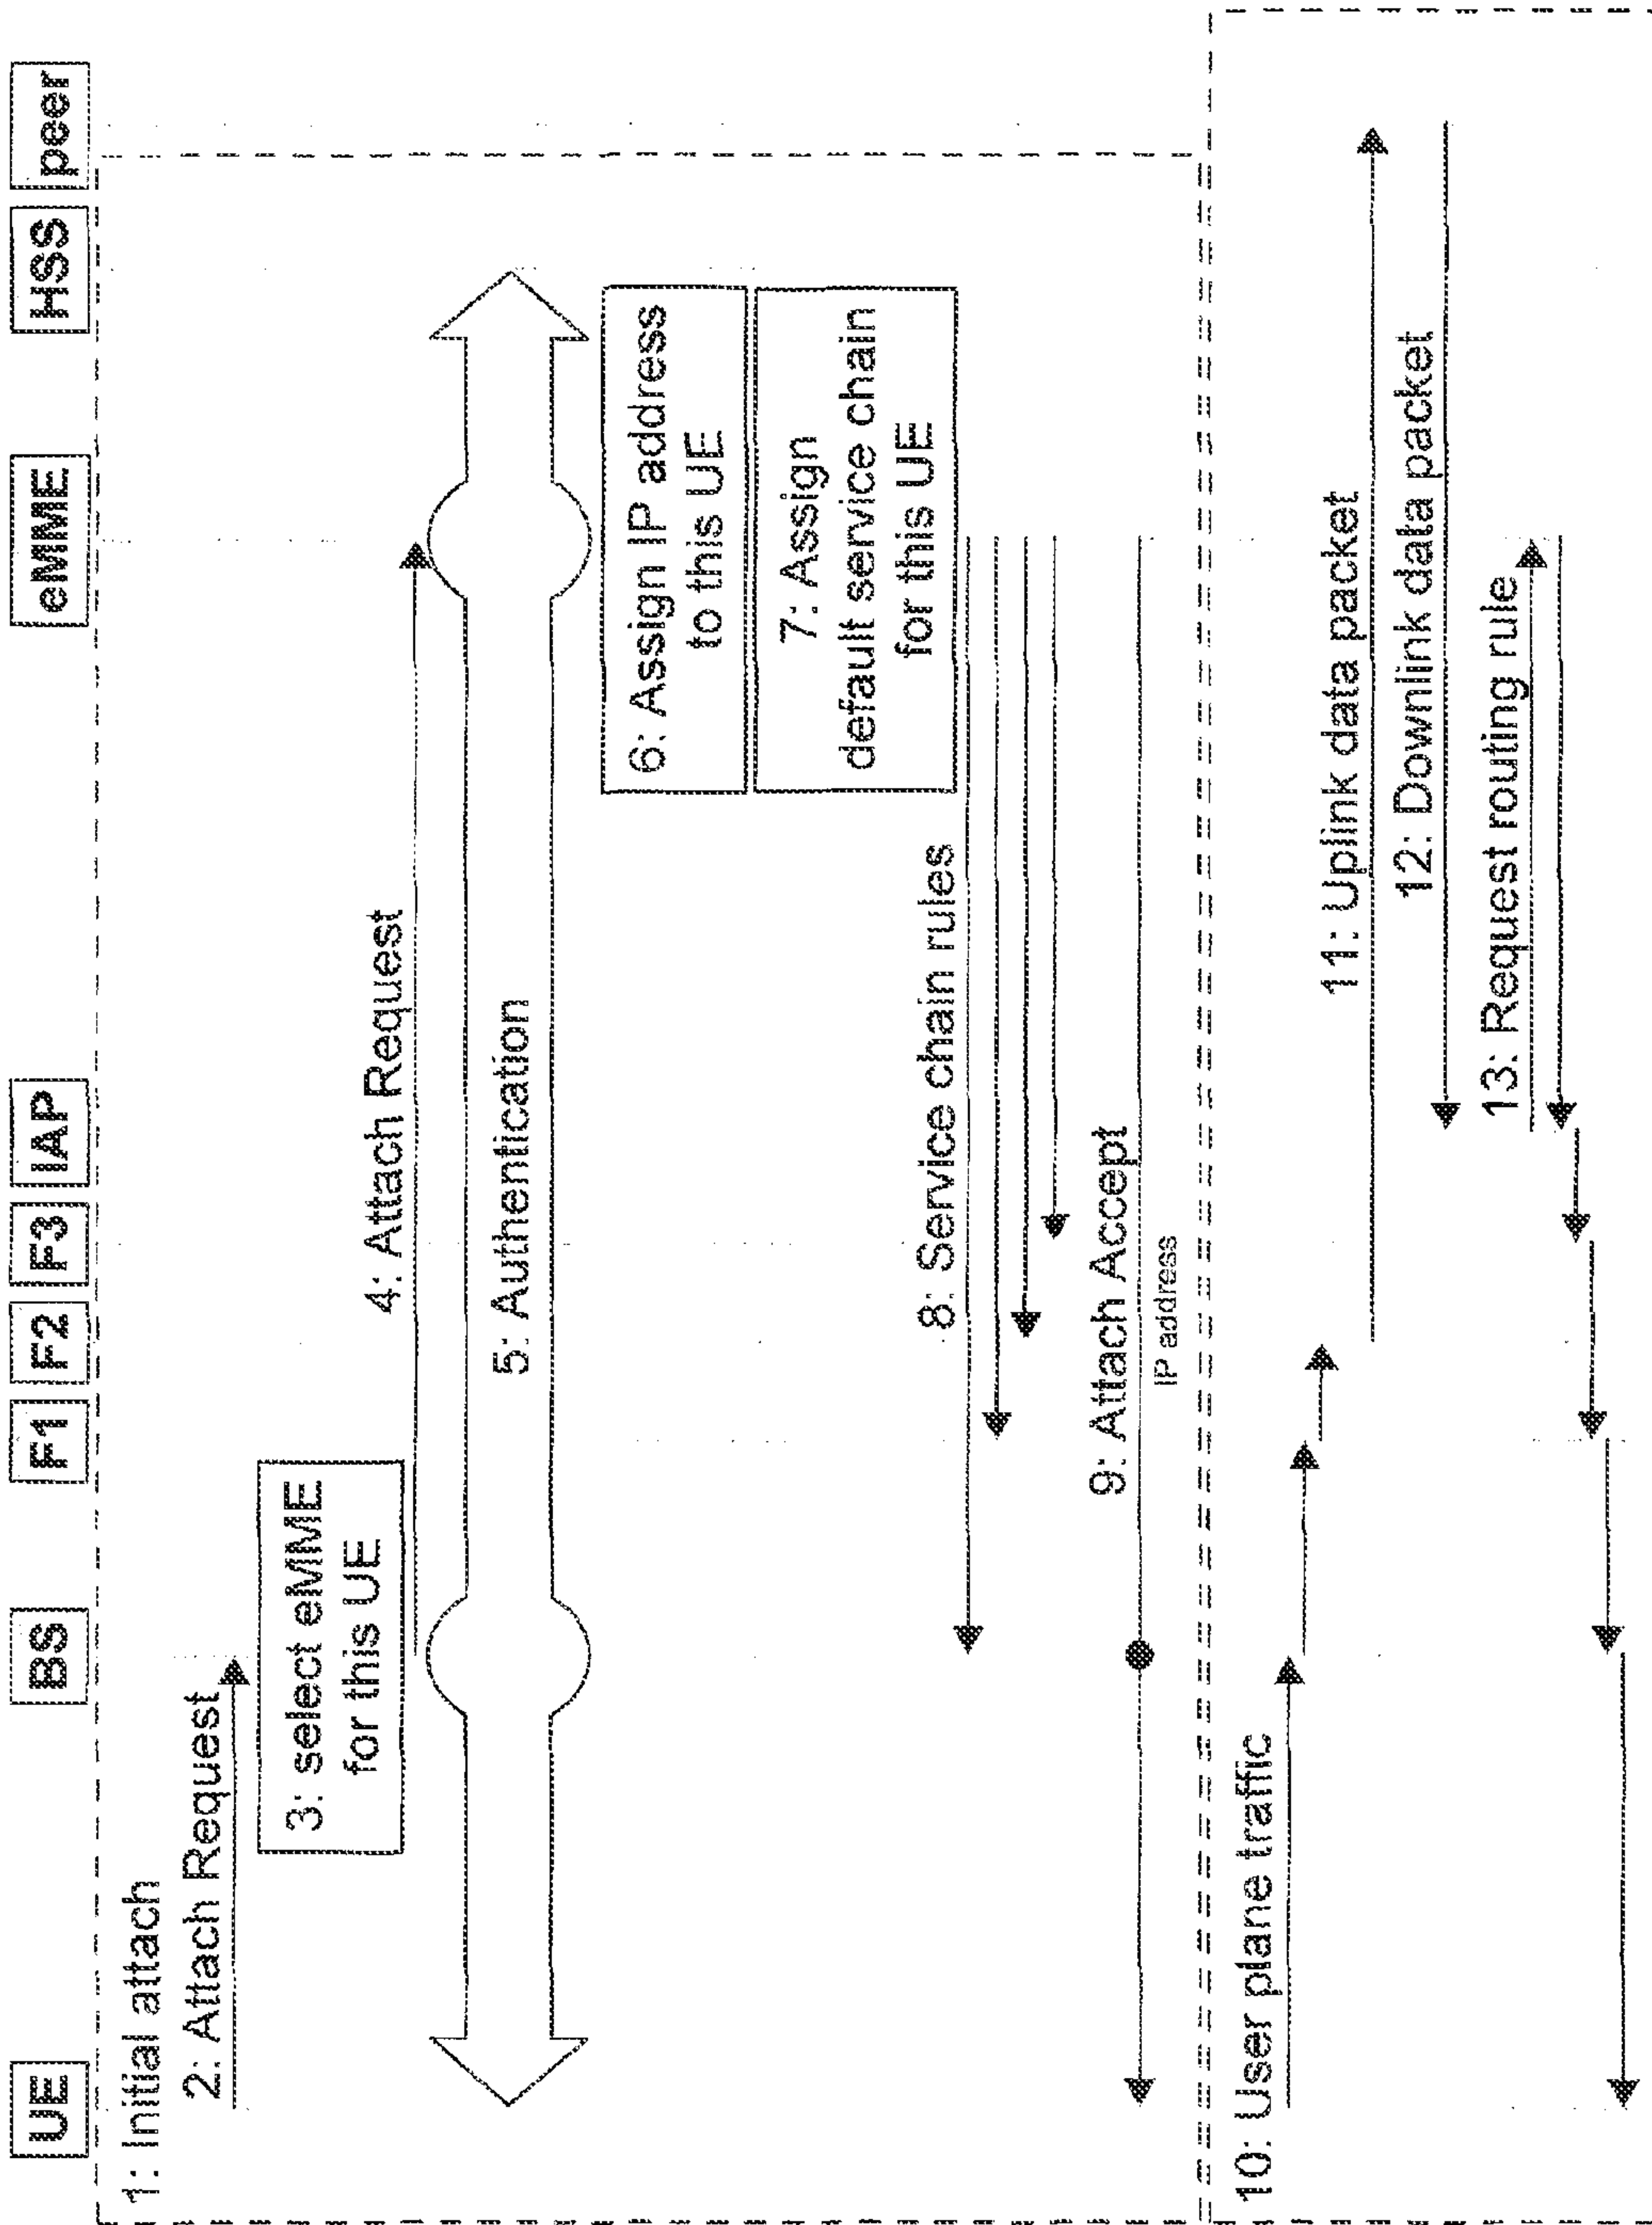 UE
BS
F1
F2
F3
IAP
eMME
HSS
peer
1: Initial attach
2: Attach Request
3: select eMME
for this UE
4: Attach Request
5: Authentication
6: Assign IP address
to this UE
7: Assign
default service chain
for this UE
8: Service chain rules
9: Attach Accept
IP address
10: User plane traffic
11: Uplink data packet
12: Downlink data packet
13: Request routing rule